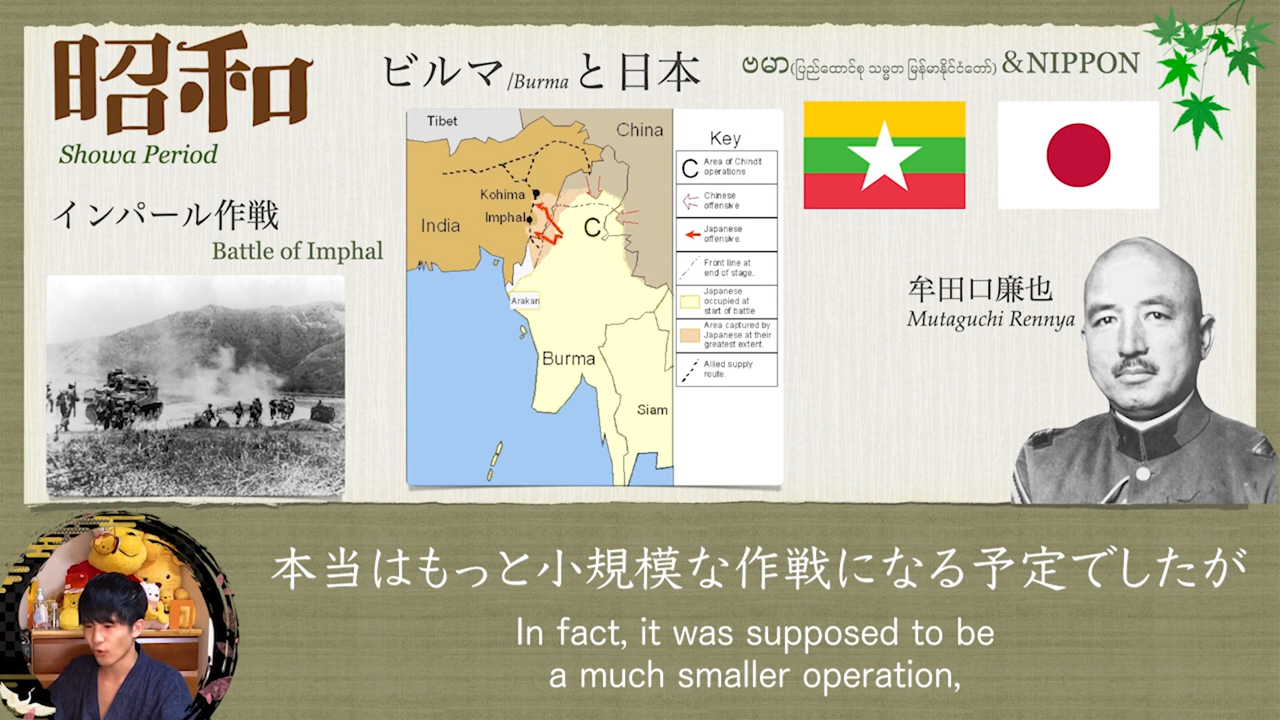 昭和
Showa Period
ビルマ/Burma と日本
ဗမာ(ပြည်ထောင်စု သမ္မတ မြန်မာနိုင်ငံတော်) &NIPPON
インパール作戦
Battle of Imphal
Tibet
China
Kohima
Imphal
India
C
Arakan
Burma
Siam
Key
C Area of Chindit
operations
Chinese
offensive
Japanese
offensive.
Front line at
end of stage.
Japanese
occupied at
start of battle
Area captured by
Japanese at their
greatest extent.
Allied supply
route.
牟田口廉也
Mutaguchi Rennya
本当はもっと小規模な作戦になる予定でしたが
In fact, it was supposed to be
a much smaller operation,